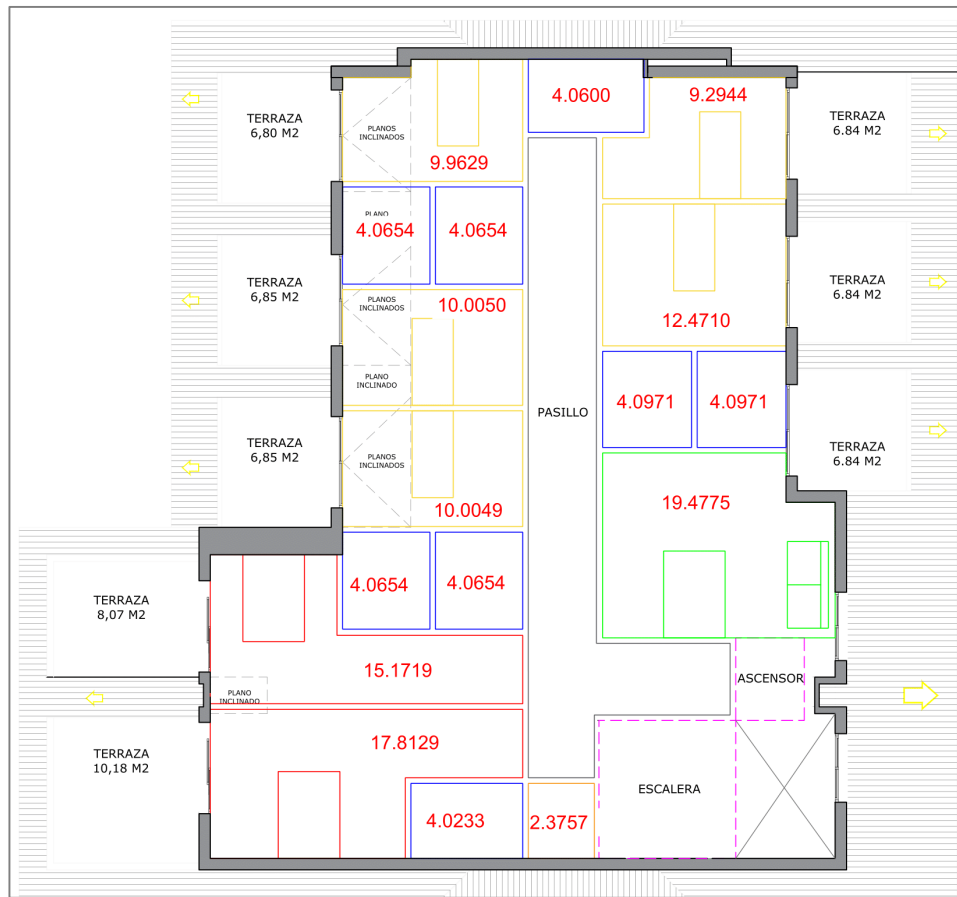 4.0600
9.2944
TERRAZA
6,80 M2
PLANOS
INCLINADOS
TERRAZA
6.84 M2
9.9629
PLANO
4.0654
4.0654
TERRAZA
6,85 M2
PLANOS
INCLINADOS
10.0050
12.4710
TERRAZA
6.84 M2
PLANO
INCLINADO
4.0971
4.0971
PASILLO
TERRAZA
6,85 M2
PLANOS
INCLINADOS
TERRAZA
6.84 M2
10.0049
19.4775
4.0654
4.0654
TERRAZA
8,07 M2
15.1719
ASCENSOR
PLANO
INCLINADO
17.8129
TERRAZA
10,18 M2
ESCALERA
4.0233
2.3757